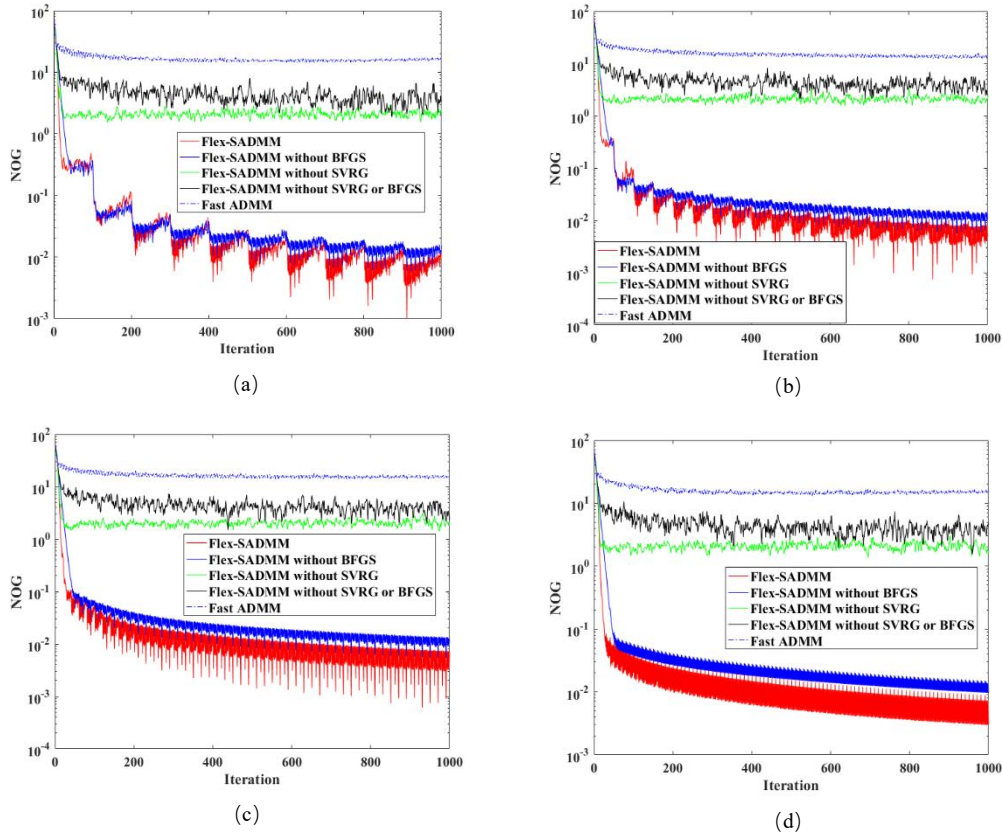 10^2
10^1
10^0
10^-1
10^-2
10^-3
NOG
Flex-SADMM
Flex-SADMM without BFGS
Flex-SADMM without SVRG
Flex-SADMM without SVRG or BFGS
Fast ADMM
0 200 400 600 800 1000
Iteration
(a)
10^2
10^1
10^0
10^-1
10^-2
10^-3
10^-4
NOG
Flex-SADMM
Flex-SADMM without BFGS
Flex-SADMM without SVRG
Flex-SADMM without SVRG or BFGS
Fast ADMM
0 200 400 600 800 1000
Iteration
(b)
10^2
10^1
10^0
10^-1
10^-2
10^-3
10^-4
NOG
Flex-SADMM
Flex-SADMM without BFGS
Flex-SADMM without SVRG
Flex-SADMM without SVRG or BFGS
Fast ADMM
0 200 400 600 800 1000
Iteration
(c)
10^2
10^1
10^0
10^-1
10^-2
10^-3
NOG
Flex-SADMM
Flex-SADMM without BFGS
Flex-SADMM without SVRG
Flex-SADMM without SVRG or BFGS
Fast ADMM
0 200 400 600 800 1000
Iteration
(d)